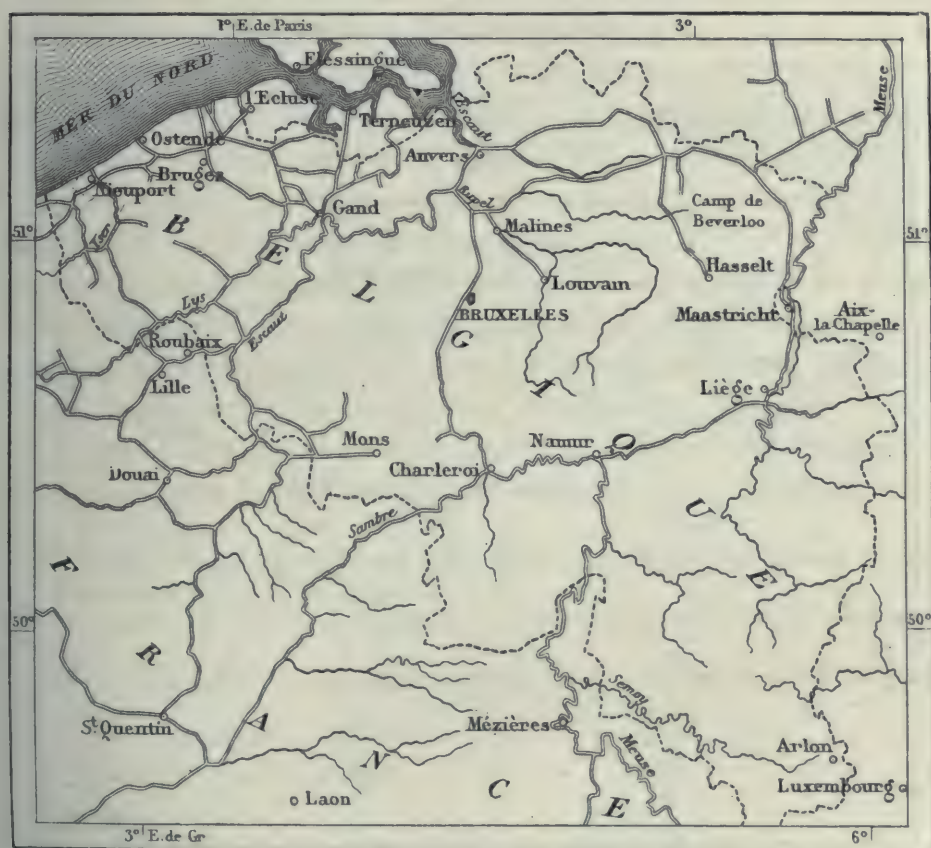 1° E. de Paris
3°
MER DU NORD
Flessingue
l'Ecluse
Terneuzen
l'Escaut
Meuse
Ostende
Anvers
Bruges
Nieuport
Rupel
Gand
Camp de
Beverloo
Malines
51°
51°
Yser
Hasselt
Louvain
Lys
BRUXELLES
Maastricht
Aix-
la Chapelle
Escaut
Roubaix
Lille
Liège
BELGIQUE
Mons
Namur
Charleroi
Douai
Sambre
50°
50°
FRANCE
Semoy
St. Quentin
Mézières
Meuse
Arlon
Luxembourg
Laon
3° E. de Gr
6°